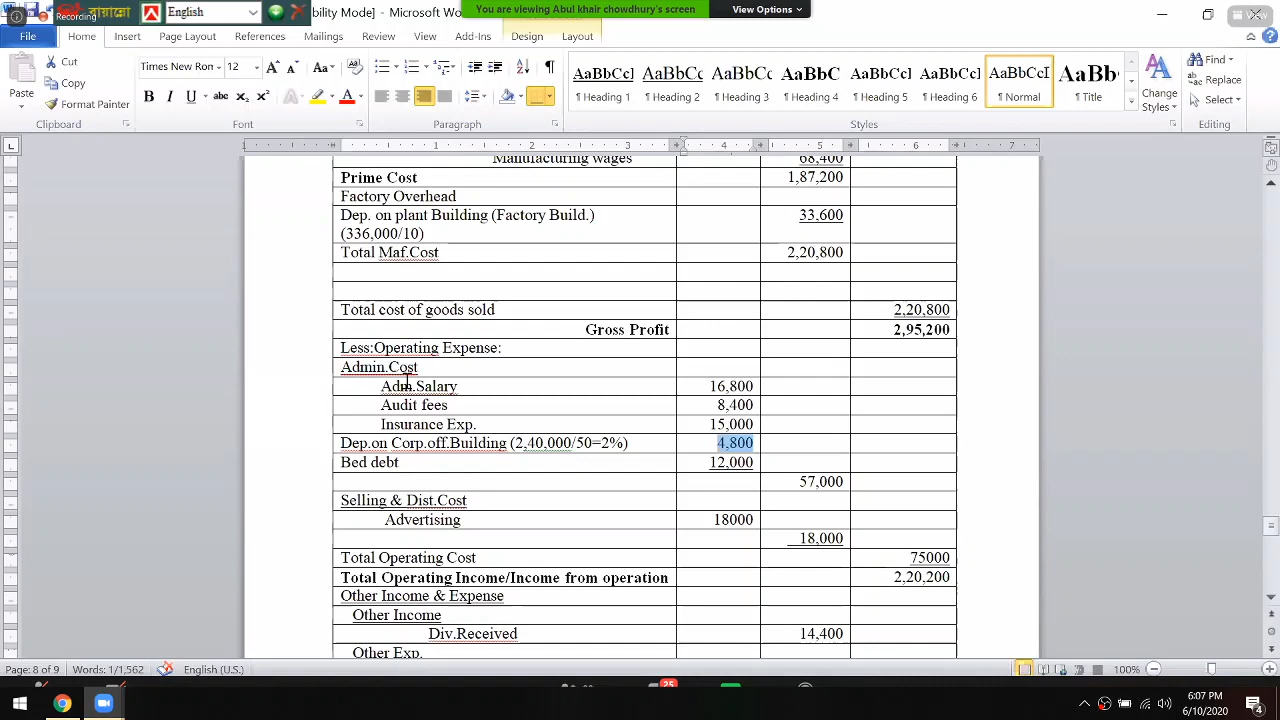 Recording
বায়ান্নো
English
bility Mode] - Microsoft Wor
You are viewing Abul khair chowdhury's screen
View Options
View
File Home Insert Page Layout References Mailings Review View Add-Ins Design Layout
Paste
Cut
Copy
Format Painter
Clipboard
Times New Ron 12
Font
Paragraph
AaBbCcI AaBbCcI AaBbCc AaBbC AaBbCcI AaBbCcI AaBbCcI AaBb
Heading 1 Heading 2 Heading 3 Heading 4 Heading 5 Heading 6 ¶ Normal ¶ Title
Change Styles
Styles
Find
Replace
Select
Editing
Manufacturing wages 68,400
Prime Cost 1,87,200
Factory Overhead
Dep. on plant Building (Factory Build.) 33,600
(336,000/10)
Total Maf.Cost 2,20,800
Total cost of goods sold 2,20,800
Gross Profit 2,95,200
Less:Operating Expense:
Admin.Cost
Adm.Salary 16,800
Audit fees 8,400
Insurance Exp. 15,000
Dep.on Corp.off.Building (2,40,000/50=2%) 4,800
Bed debt 12,000
57,000
Selling & Dist.Cost
Advertising 18000
18,000
Total Operating Cost 75000
Total Operating Income/Income from operation 2,20,200
Other Income & Expense
Other Income
Div.Received 14,400
Other Exp.
Page: 8 of 9 Words: 1/1,562 English (U.S.) 100%
25
6:07 PM
6/10/2020
4